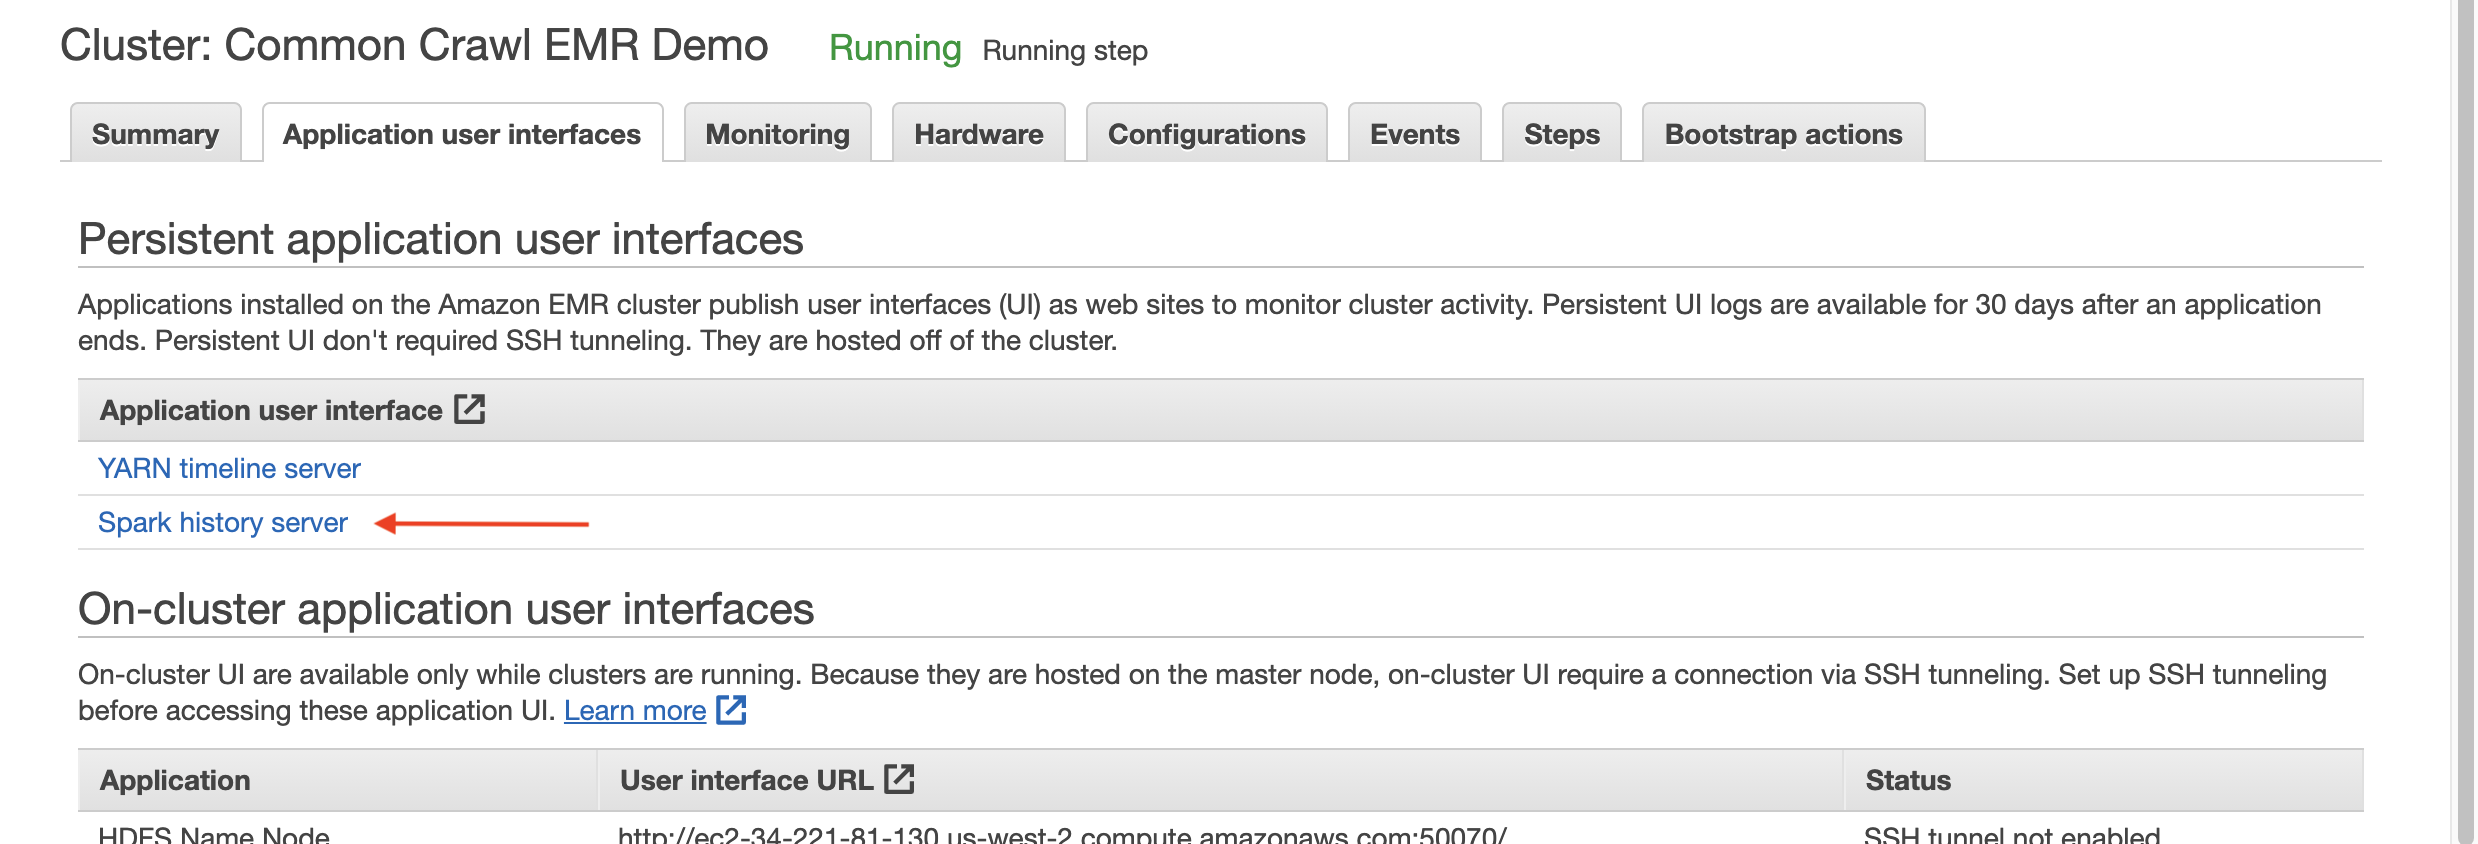 Cluster: Common Crawl EMR Demo Running Running step
Summary Application user interfaces Monitoring Hardware Configurations Events Steps Bootstrap actions
Persistent application user interfaces
Applications installed on the Amazon EMR cluster publish user interfaces (UI) as web sites to monitor cluster activity. Persistent UI logs are available for 30 days after an application
ends. Persistent UI don't required SSH tunneling. They are hosted off of the cluster.
Application user interface
YARN timeline server
Spark history server
On-cluster application user interfaces
On-cluster UI are available only while clusters are running. Because they are hosted on the master node, on-cluster UI require a connection via SSH tunneling. Set up SSH tunneling
before accessing these application UI. Learn more
Application User interface URL Status
HDFS Name Node http://ec2-34-221-81-130.us-west-2.compute.amazonaws.com:50070/ SSH tunnel not enabled